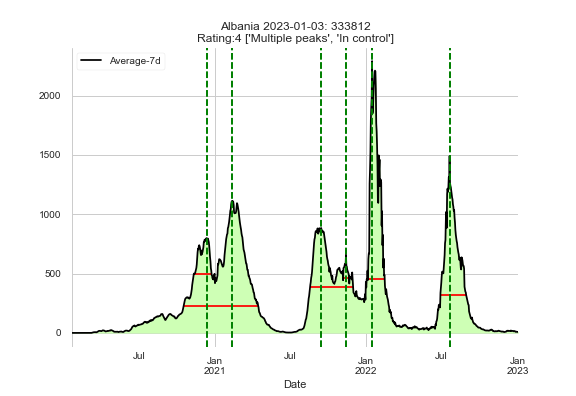 Albania 2023-01-03: 333812
Rating:4 ['Multiple peaks', 'In control']
Average-7d
2000
1500
1000
500
0
Jul
Jan
2021
Jul
Jan
2022
Jul
Jan
2023
Date